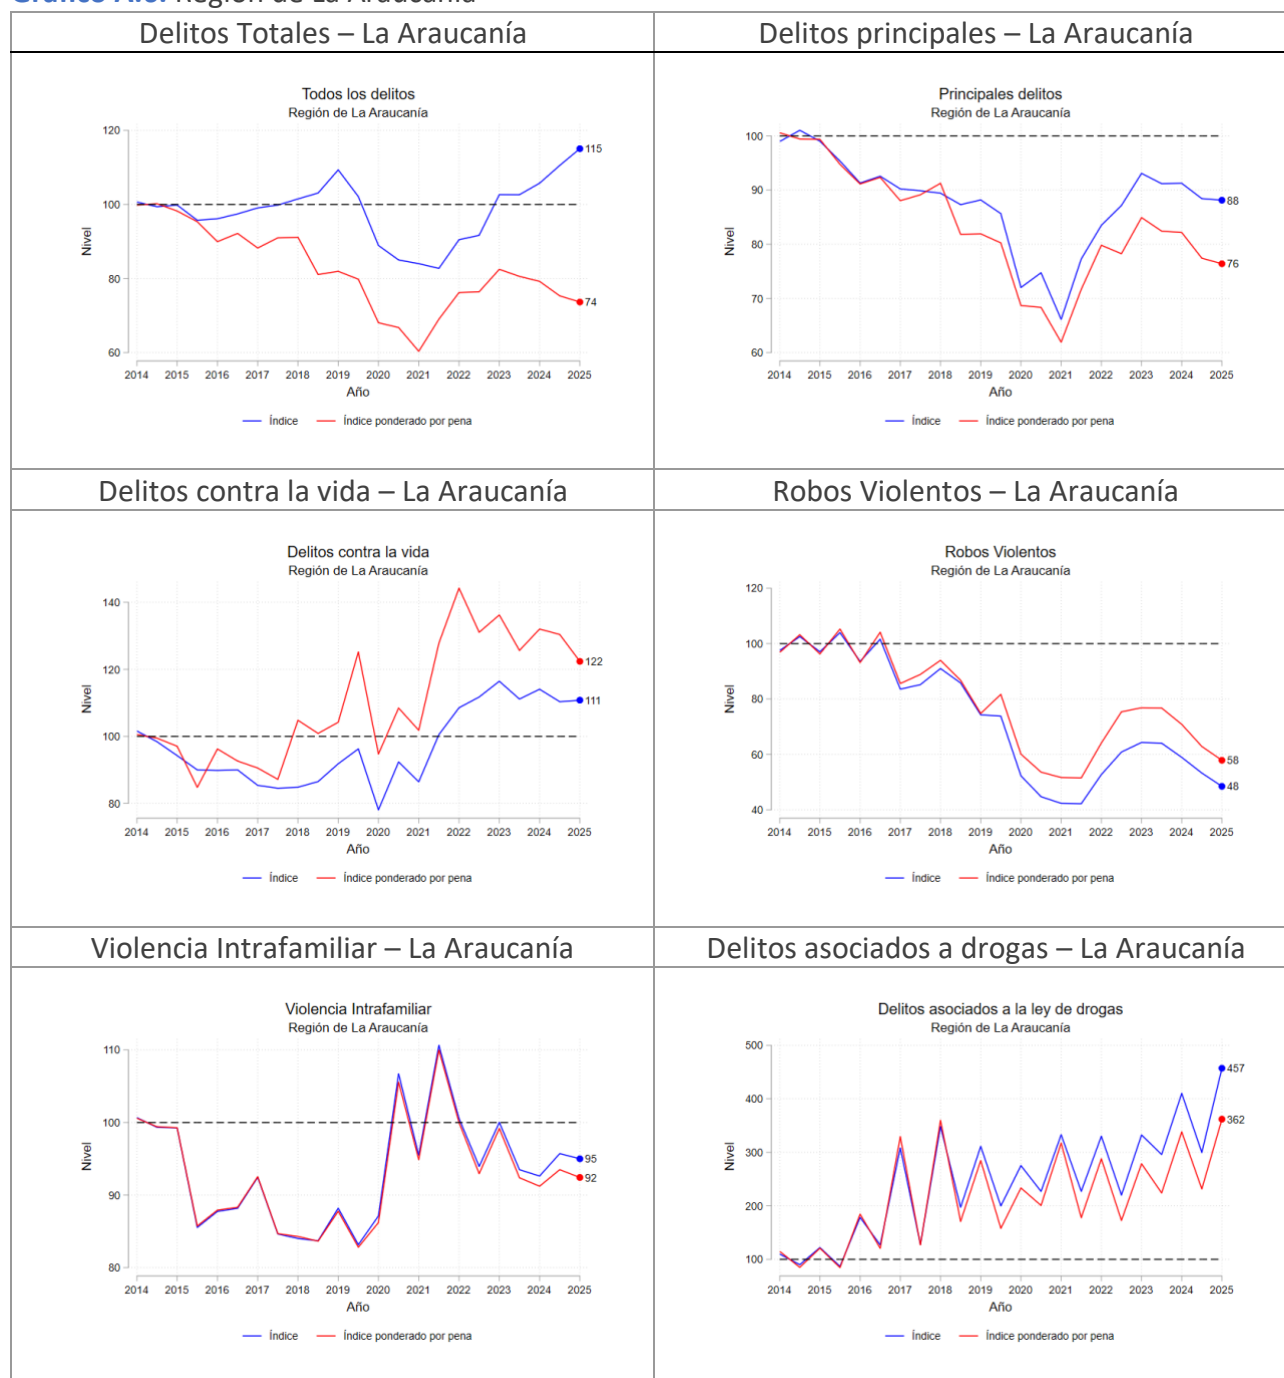 Gráfico A.6. Región de La Araucanía
Delitos Totales – La Araucanía
Delitos principales – La Araucanía
Todos los delitos
Región de La Araucanía
120
100
80
60
Nivel
115
74
2014 2015 2016 2017 2018 2019 2020 2021 2022 2023 2024 2025
Año
Índice Índice ponderado por pena
Principales delitos
Región de La Araucanía
100
90
80
70
60
Nivel
88
76
2014 2015 2016 2017 2018 2019 2020 2021 2022 2023 2024 2025
Año
Índice Índice ponderado por pena
Delitos contra la vida – La Araucanía
Robos Violentos – La Araucanía
Delitos contra la vida
Región de La Araucanía
140
120
100
80
Nivel
122
111
2014 2015 2016 2017 2018 2019 2020 2021 2022 2023 2024 2025
Año
Índice Índice ponderado por pena
Robos Violentos
Región de La Araucanía
120
100
80
60
40
Nivel
58
48
2014 2015 2016 2017 2018 2019 2020 2021 2022 2023 2024 2025
Año
Índice Índice ponderado por pena
Violencia Intrafamiliar – La Araucanía
Delitos asociados a drogas – La Araucanía
Violencia Intrafamiliar
Región de La Araucanía
110
100
90
80
Nivel
95
92
2014 2015 2016 2017 2018 2019 2020 2021 2022 2023 2024 2025
Año
Índice Índice ponderado por pena
Delitos asociados a la ley de drogas
Región de La Araucanía
500
400
300
200
100
Nivel
457
362
2014 2015 2016 2017 2018 2019 2020 2021 2022 2023 2024 2025
Año
Índice Índice ponderado por pena